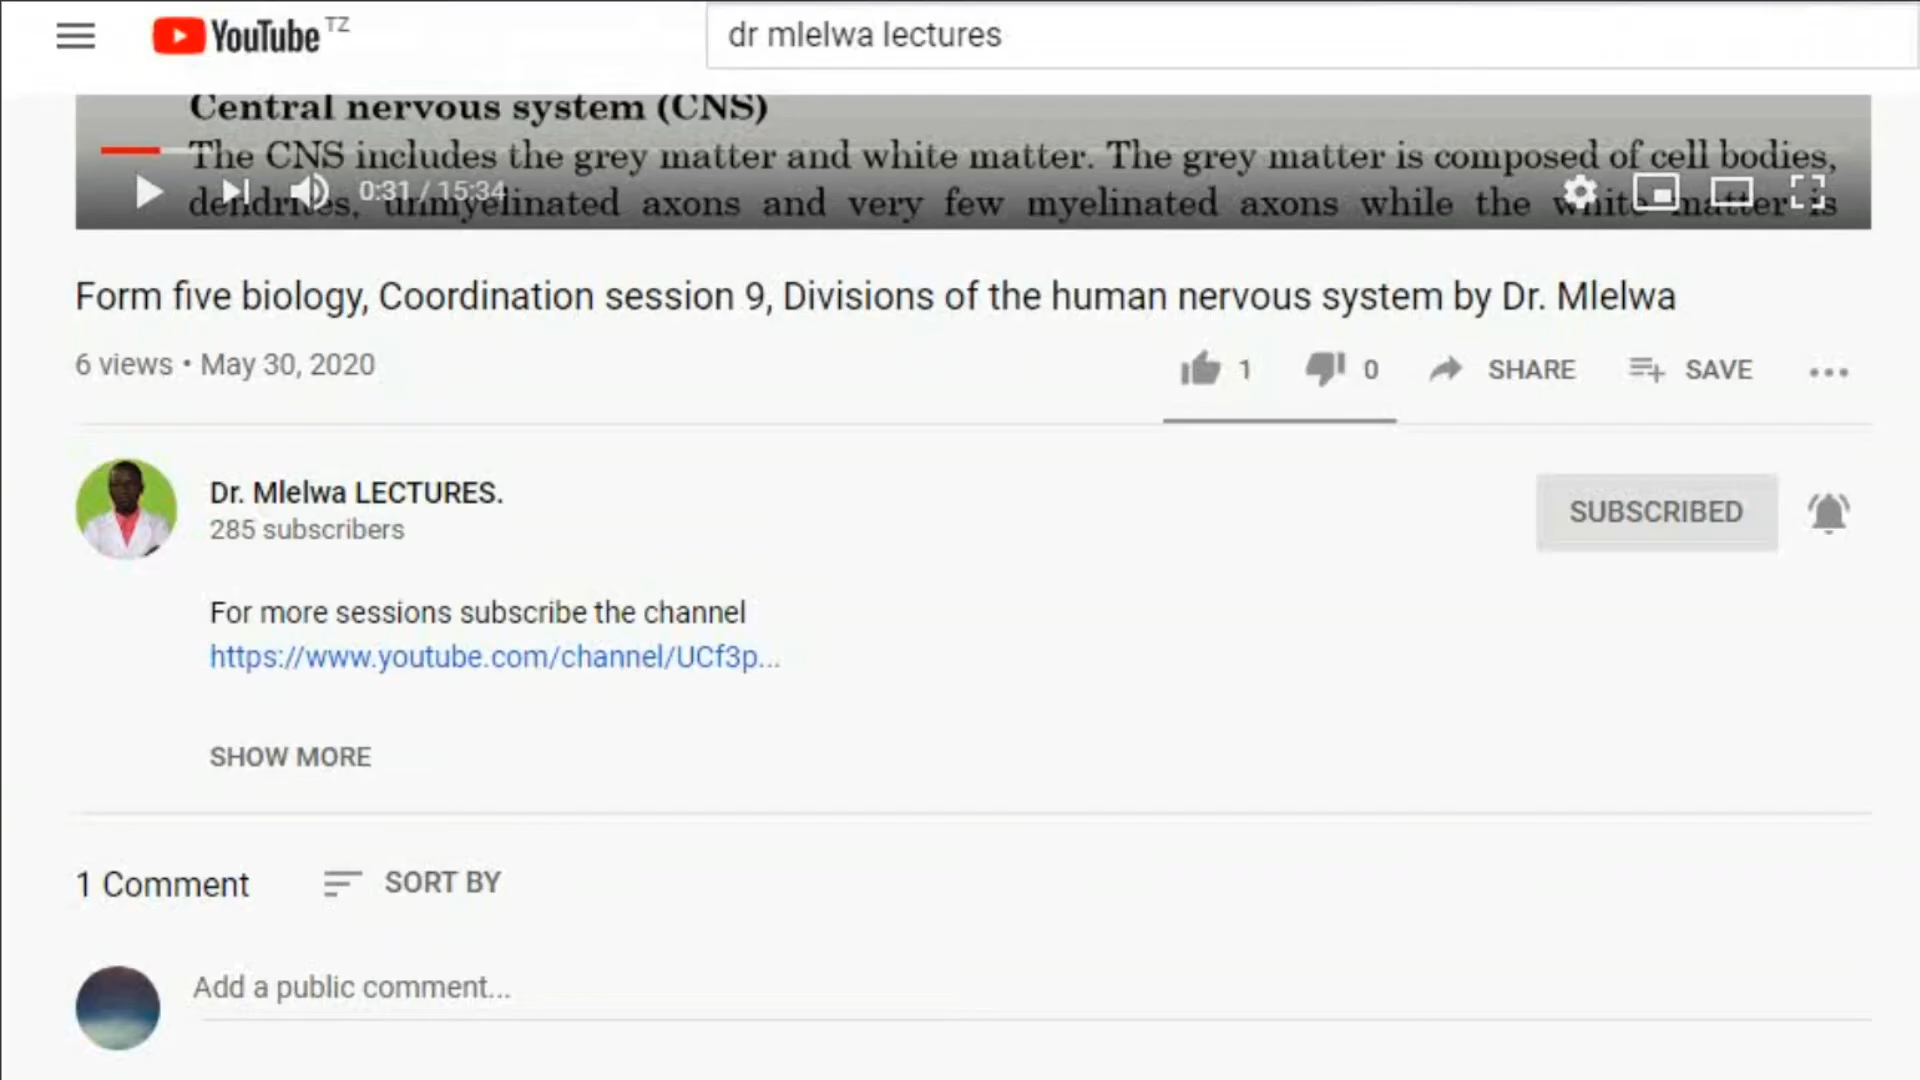 YouTube TZ
dr mlelwa lectures
Central nervous system (CNS)
The CNS includes the grey matter and white matter. The grey matter is composed of cell bodies,
dendrites, unmyelinated axons and very few myelinated axons while the white matter is
0:31 / 15:34
Form five biology, Coordination session 9, Divisions of the human nervous system by Dr. Mlelwa
6 views • May 30, 2020
1
0
SHARE
SAVE
Dr. Mlelwa LECTURES.
285 subscribers
SUBSCRIBED
For more sessions subscribe the channel
https://www.youtube.com/channel/UCf3p...
SHOW MORE
1 Comment
SORT BY
Add a public comment...